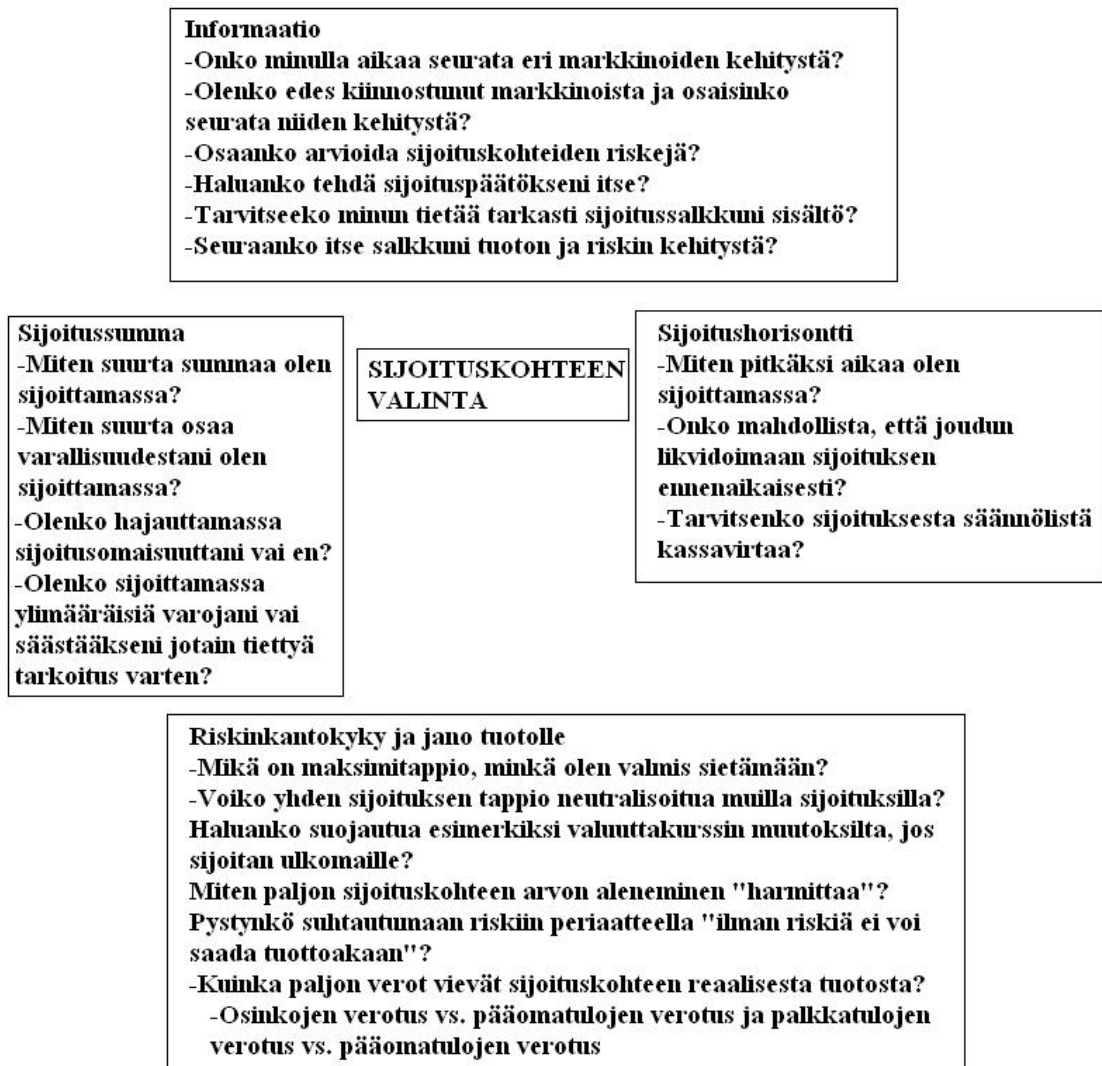 Informaatio
-Onko minulla aikaa seurata eri markkinoiden kehitystä?
-Olenko edes kiinnostunut markkinoista ja osaisinko
seurata niiden kehitystä?
-Osaanko arvioida sijoituskohteiden riskejä?
-Haluanko tehdä sijoituspäätökseni itse?
-Tarvitseeko minun tietää tarkasti sijoitussalkkuni sisältö?
-Seuraanko itse salkkuni tuoton ja riskin kehitystä?
Sijoitussumma
-Miten suurta summaa olen
sijoittamassa?
-Miten suurta osaa
varallisuudestani olen
sijoittamassa?
-Olenko hajauttamassa
sijoitusomaisuuttani vai en?
-Olenko sijoittamassa
ylimääräisiä varojani vai
säästääkseni jotain tiettyä
tarkoitus varten?
SIJOITUSKOHTEEN
VALINTA
Sijoitushorisontti
-Miten pitkäksi aikaa olen
sijoittamassa?
-Onko mahdollista, että joudun
likvidoimaan sijoituksen
ennenaikaisesti?
-Tarvitsenko sijoituksesta säännölistä
kassavirtaa?
Riskinkantokyky ja jano tuotolle
-Mikä on maksimitappio, minkä olen valmis sietämään?
-Voiko yhden sijoituksen tappio neutralisoitua muilla sijoituksilla?
Haluanko suojautua esimerkiksi valuuttakurssin muutoksilta, jos
sijoitan ulkomaille?
Miten paljon sijoituskohteen arvon aleneminen "harmittaa"?
Pystynkö suhtautumaan riskiin periaatteella "ilman riskiä ei voi
saada tuottoakaan"?
-Kuinka paljon verot vievät sijoituskohteen reaalisesta tuotosta?
-Osinkojen verotus vs. pääomatulojen verotus ja palkkatulojen
verotus vs. pääomatulojen verotus